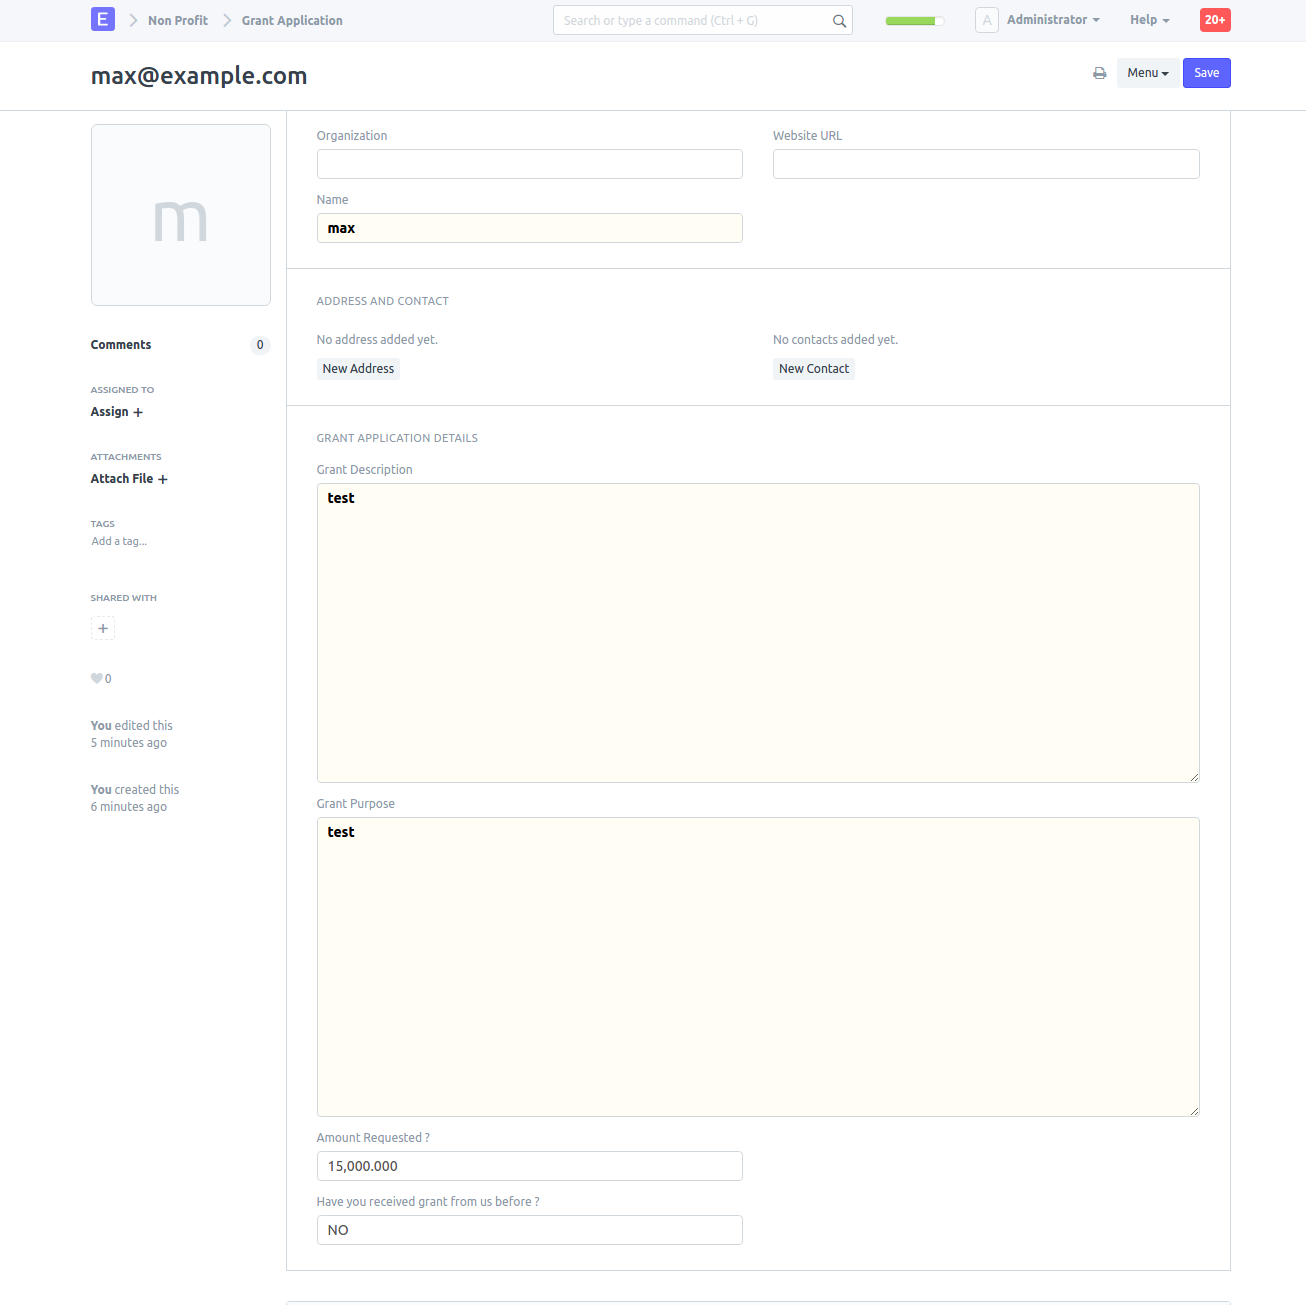 E Non Profit Grant Application Search or type a command (Ctrl + G) A Administrator Help 20+
max@example.com Menu Save
m
Comments 0
ASSIGNED TO
Assign +
ATTACHMENTS
Attach File +
TAGS
Add a tag...
SHARED WITH
+
0
You edited this
5 minutes ago
You created this
6 minutes ago
Organization Website URL
Name
max
ADDRESS AND CONTACT
No address added yet. No contacts added yet.
New Address New Contact
GRANT APPLICATION DETAILS
Grant Description
test
Grant Purpose
test
Amount Requested ?
15,000.000
Have you received grant from us before ?
NO